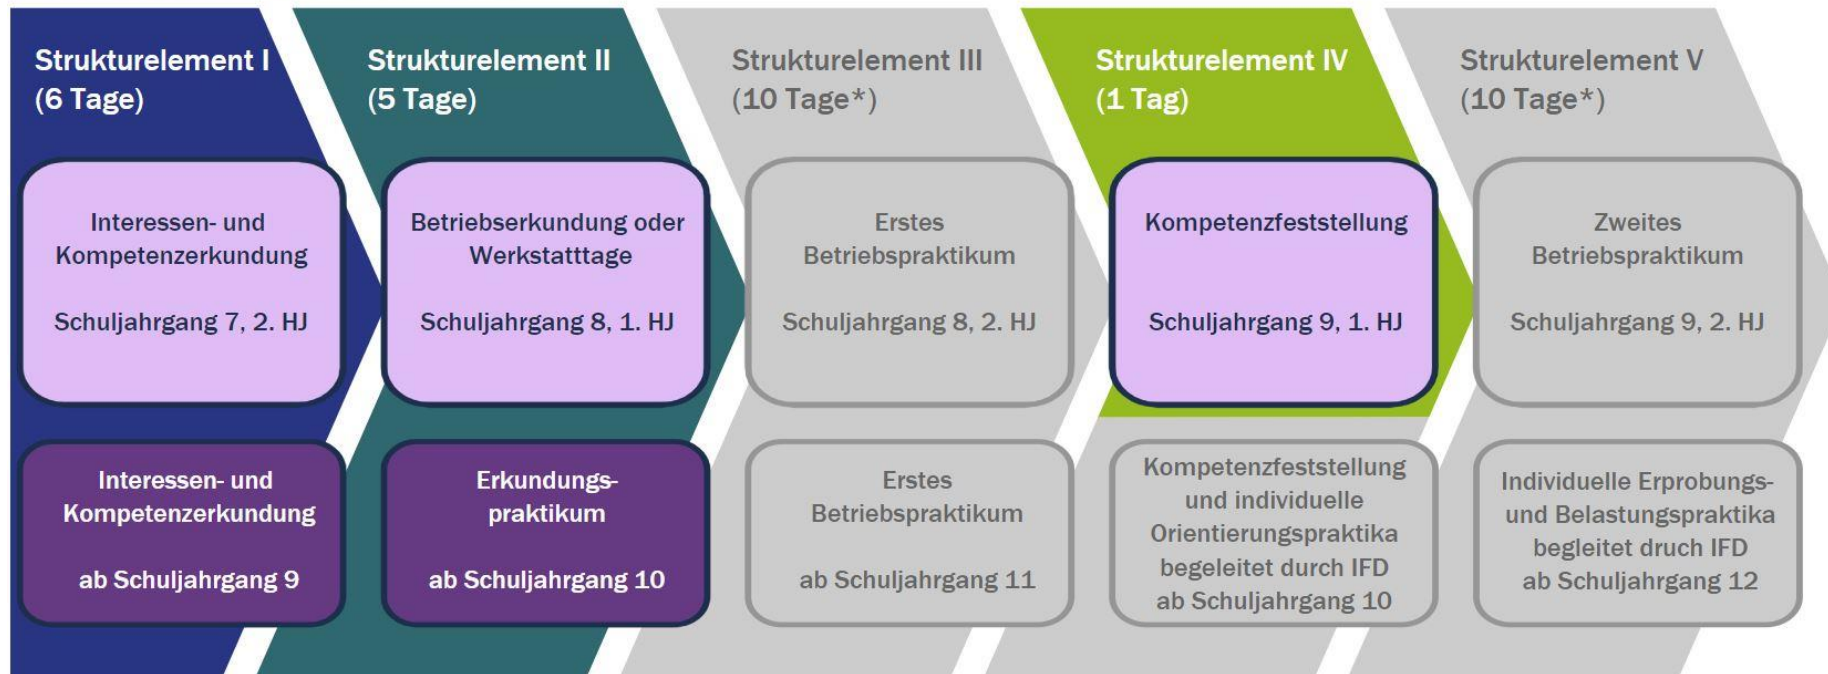 Strukturelement I
(6 Tage)
Interessen- und
Kompetenzerkundung
Schuljahrgang 7, 2. HJ
Interessen- und
Kompetenzerkundung
ab Schuljahrgang 9
Strukturelement II
(5 Tage)
Betriebserkundung oder
Werkstatttage
Schuljahrgang 8, 1. HJ
Erkundungs-
praktikum
ab Schuljahrgang 10
Strukturelement III
(10 Tage*)
Erstes
Betriebspraktikum
Schuljahrgang 8, 2. HJ
Erstes
Betriebspraktikum
ab Schuljahrgang 11
Strukturelement IV
(1 Tag)
Kompetenzfeststellung
Schuljahrgang 9, 1. HJ
Kompetenzfeststellung
und individuelle
Orientierungspraktika
begeleitet durch IFD
ab Schuljahrgang 10
Strukturelement V
(10 Tage*)
Zweites
Betriebspraktikum
Schuljahrgang 9, 2. HJ
Individuelle Erprobungs-
und Belastungspraktika
begleitet druch IFD
ab Schuljahrgang 12